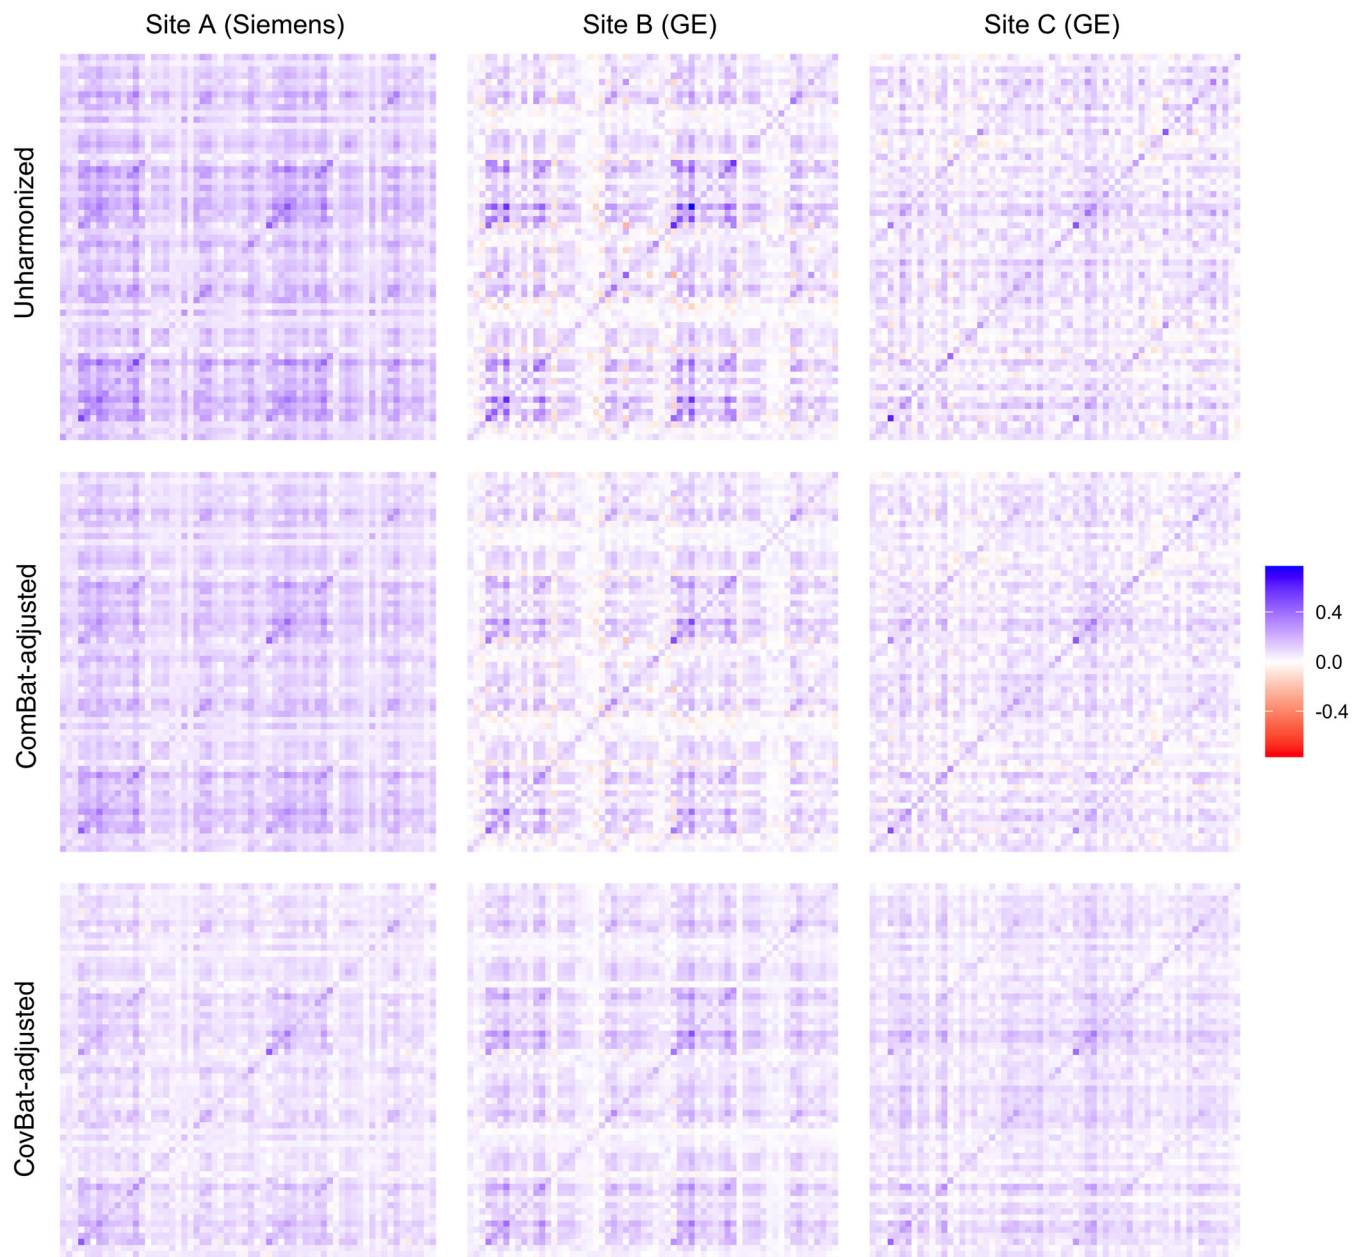 Site A (Siemens)
Site B (GE)
Site C (GE)
Unharmonized
ComBat-adjusted
CovBat-adjusted
0.4
0.0
-0.4